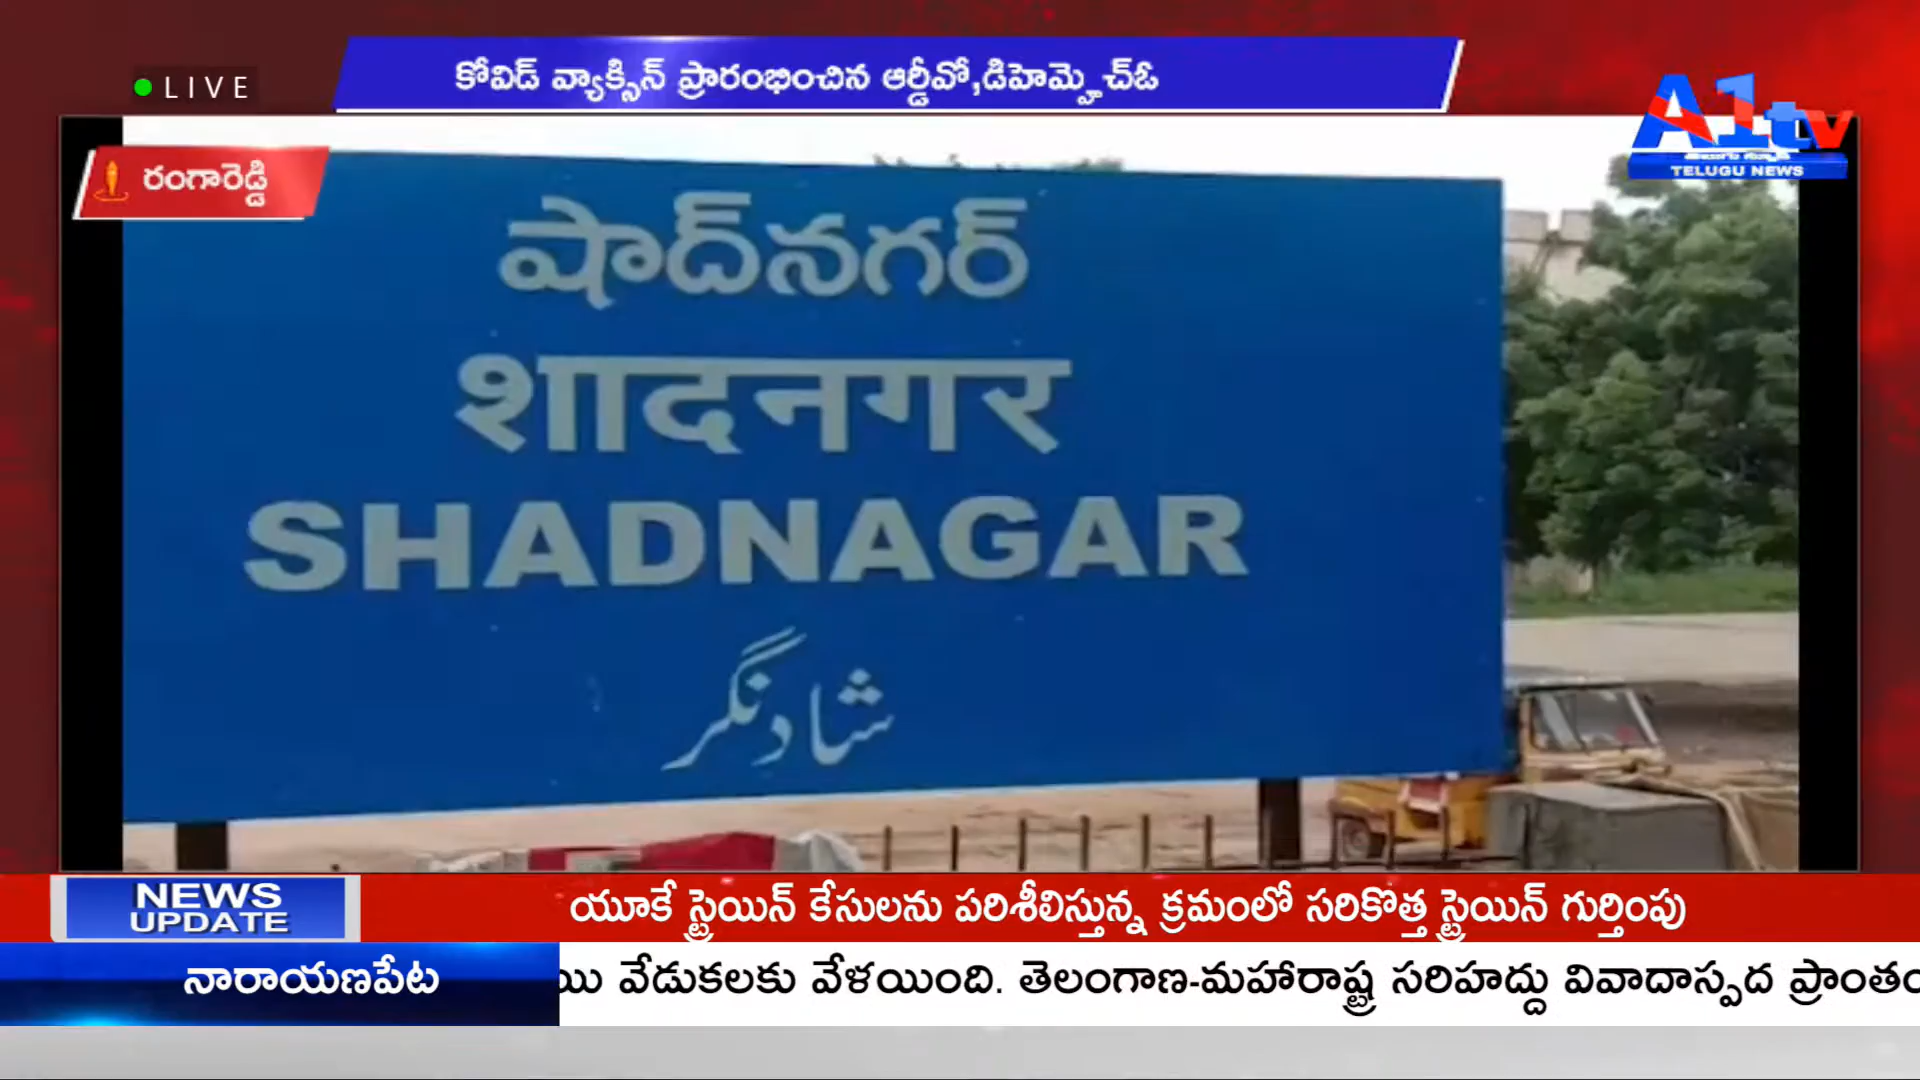 LIVE
కోవిడ్ వ్యాక్సిన్ ప్రారంభించిన ఆర్డీవో,డిహెమ్హెచ్ఓ
A1tv
TELUGU NEWS
రంగారెడ్డి
షాద్‌నగర్
शादनगर
SHADNAGAR
شادنگر
NEWS
UPDATE
యూకే స్ట్రెయిన్ కేసులను పరిశీలిస్తున్న క్రమంలో సరికొత్త స్ట్రెయిన్ గుర్తింపు
నారాయణపేట
యి వేడుకలకు వేళయింది. తెలంగాణ-మహారాష్ట్ర సరిహద్దు వివాదాస్పద ప్రాంతం